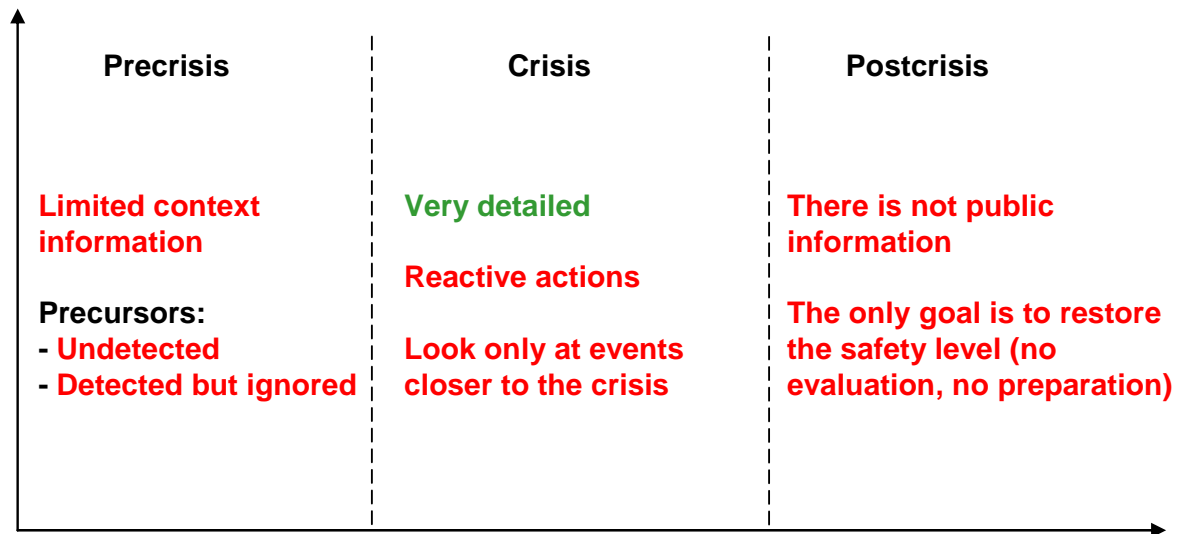 Precrisis
Crisis
Postcrisis
Limited context
information
Precursors:
- Undetected
- Detected but ignored
Very detailed
Reactive actions
Look only at events
closer to the crisis
There is not public
information
The only goal is to restore
the safety level (no
evaluation, no preparation)